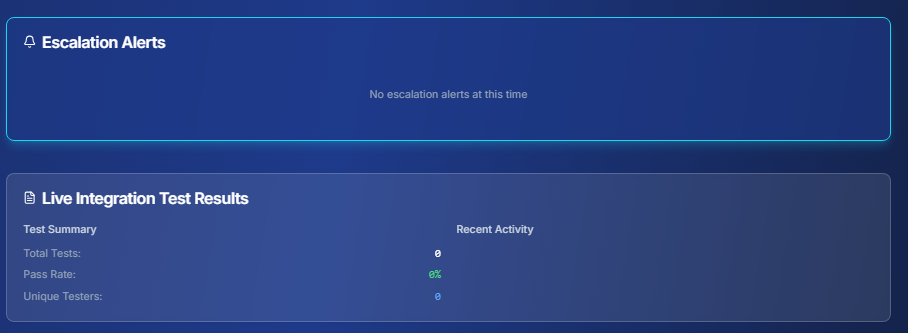 Escalation Alerts
No escalation alerts at this time
Live Integration Test Results
Test Summary
Recent Activity
Total Tests: 0
Pass Rate: 0%
Unique Testers: 0